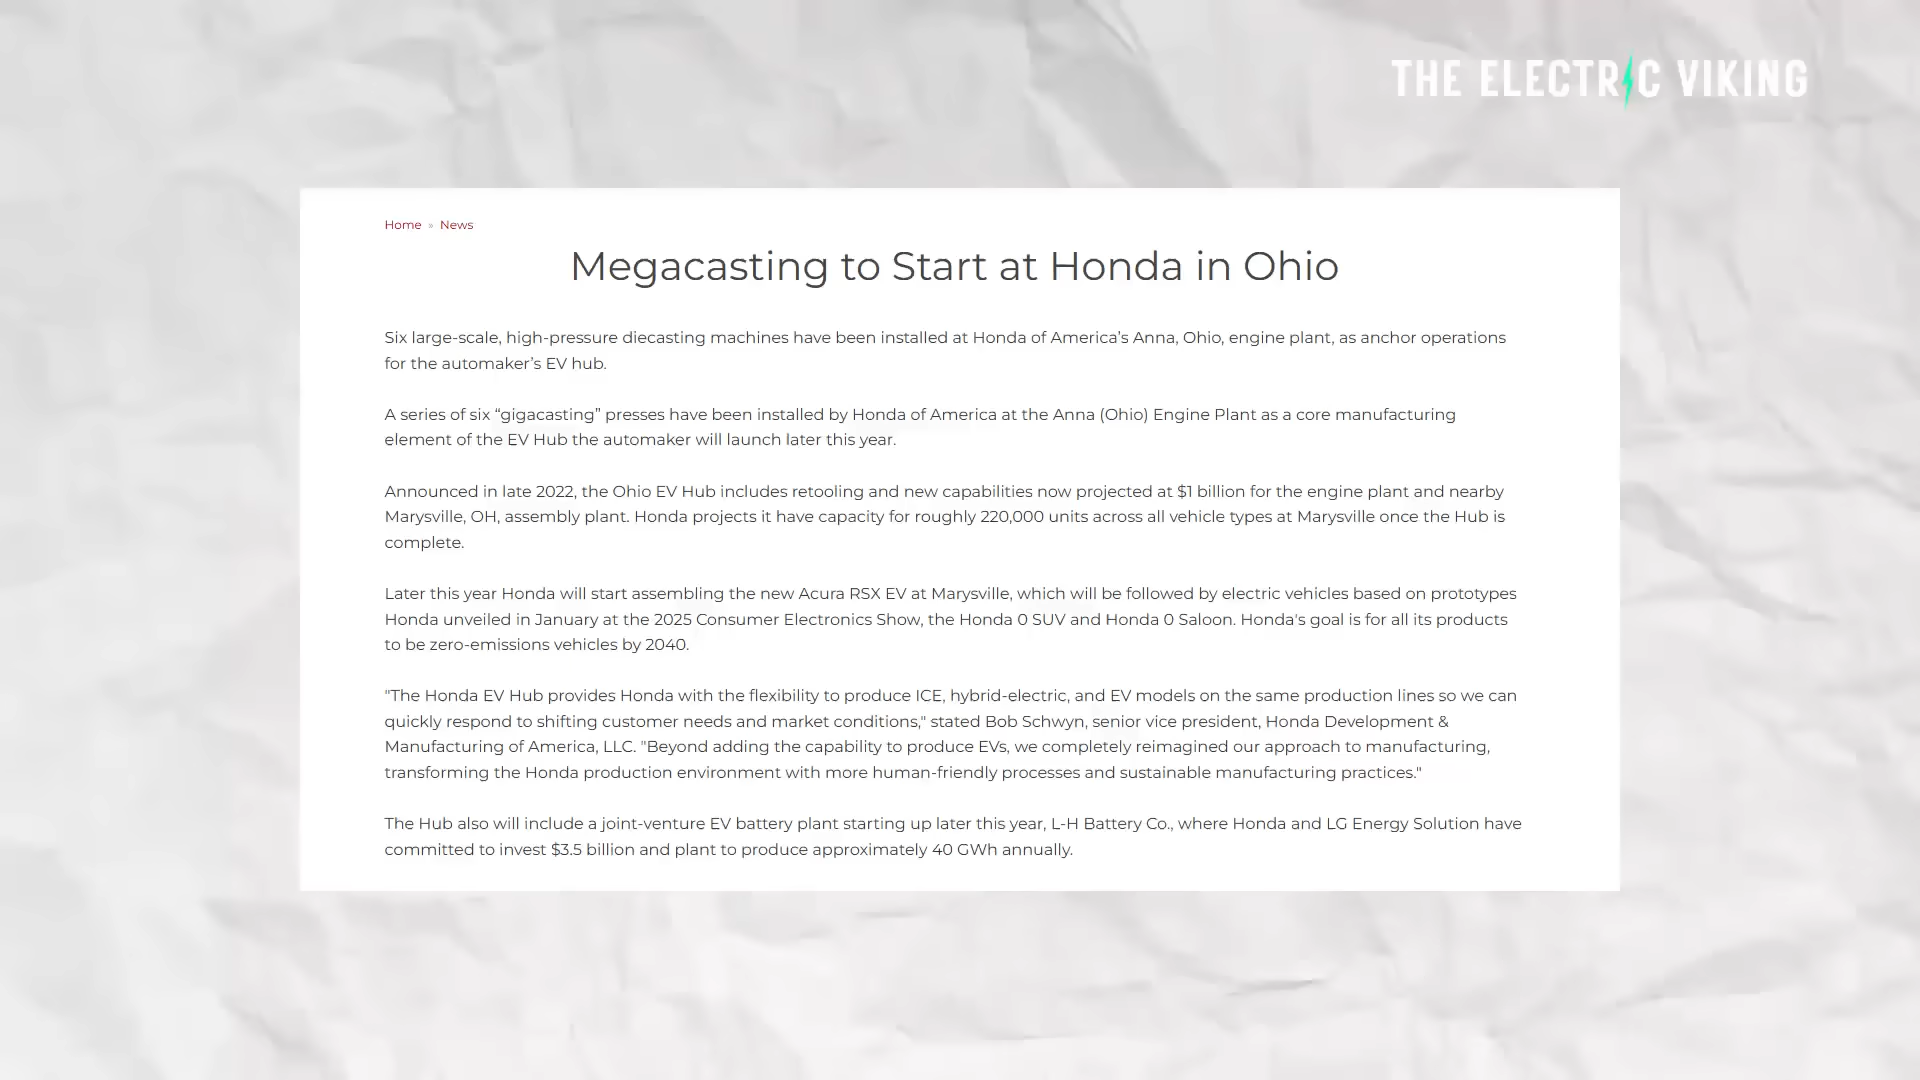 THE ELECTRIC VIKING
Home » News
Megacasting to Start at Honda in Ohio
Six large-scale, high-pressure diecasting machines have been installed at Honda of America’s Anna, Ohio, engine plant, as anchor operations
for the automaker’s EV hub.
A series of six “gigacasting” presses have been installed by Honda of America at the Anna (Ohio) Engine Plant as a core manufacturing
element of the EV Hub the automaker will launch later this year.
Announced in late 2022, the Ohio EV Hub includes retooling and new capabilities now projected at $1 billion for the engine plant and nearby
Marysville, OH, assembly plant. Honda projects it have capacity for roughly 220,000 units across all vehicle types at Marysville once the Hub is
complete.
Later this year Honda will start assembling the new Acura RSX EV at Marysville, which will be followed by electric vehicles based on prototypes
Honda unveiled in January at the 2025 Consumer Electronics Show, the Honda 0 SUV and Honda 0 Saloon. Honda's goal is for all its products
to be zero-emissions vehicles by 2040.
"The Honda EV Hub provides Honda with the flexibility to produce ICE, hybrid-electric, and EV models on the same production lines so we can
quickly respond to shifting customer needs and market conditions," stated Bob Schwyn, senior vice president, Honda Development &
Manufacturing of America, LLC. "Beyond adding the capability to produce EVs, we completely reimagined our approach to manufacturing,
transforming the Honda production environment with more human-friendly processes and sustainable manufacturing practices."
The Hub also will include a joint-venture EV battery plant starting up later this year, L-H Battery Co., where Honda and LG Energy Solution have
committed to invest $3.5 billion and plant to produce approximately 40 GWh annually.